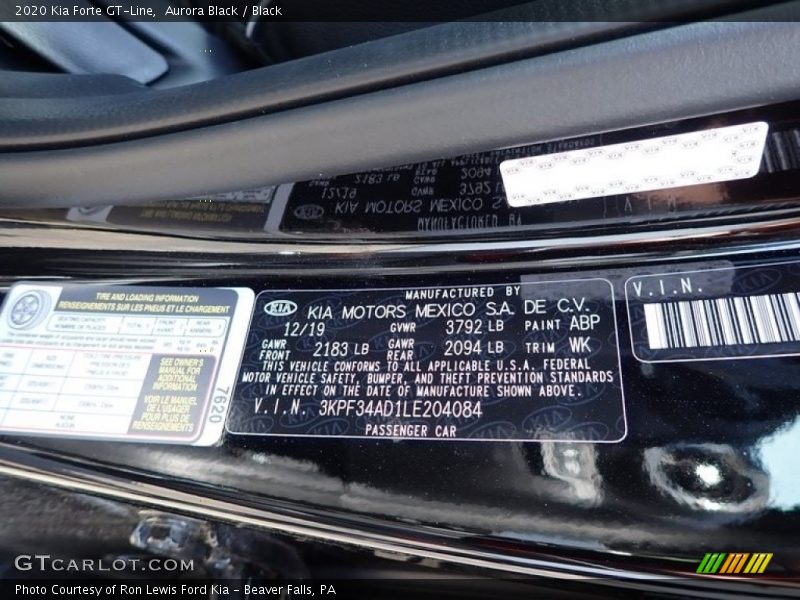 2020 Kia Forte GT-Line,  Aurora Black / Black
TIRE AND LOADING INFORMATION
RENSEIGNEMENTS SUR LES PNEUS ET LE CHARGEMENT
SEE OWNER'S
MANUAL FOR
ADDITIONAL
INFORMATION
VOIR LE MANUEL
DE L'USAGER
POUR PLUS DE
RENSEIGNEMENTS
7620
MANUFACTURED BY
KIA KIA MOTORS MEXICO S.A. DE C.V.
12/19 GVWR 3792 LB PAINT ABP
GAWR FRONT 2183 LB GAWR REAR 2094 LB TRIM WK
THIS VEHICLE CONFORMS TO ALL APPLICABLE U.S.A. FEDERAL
MOTOR VEHICLE SAFETY, BUMPER, AND THEFT PREVENTION STANDARDS
IN EFFECT ON THE DATE OF MANUFACTURE SHOWN ABOVE.
V.I.N. 3KPF34AD1LE204084
PASSENGER CAR
V.I.N.
GTCARLOT.COM
Photo Courtesy of Ron Lewis Ford Kia - Beaver Falls, PA